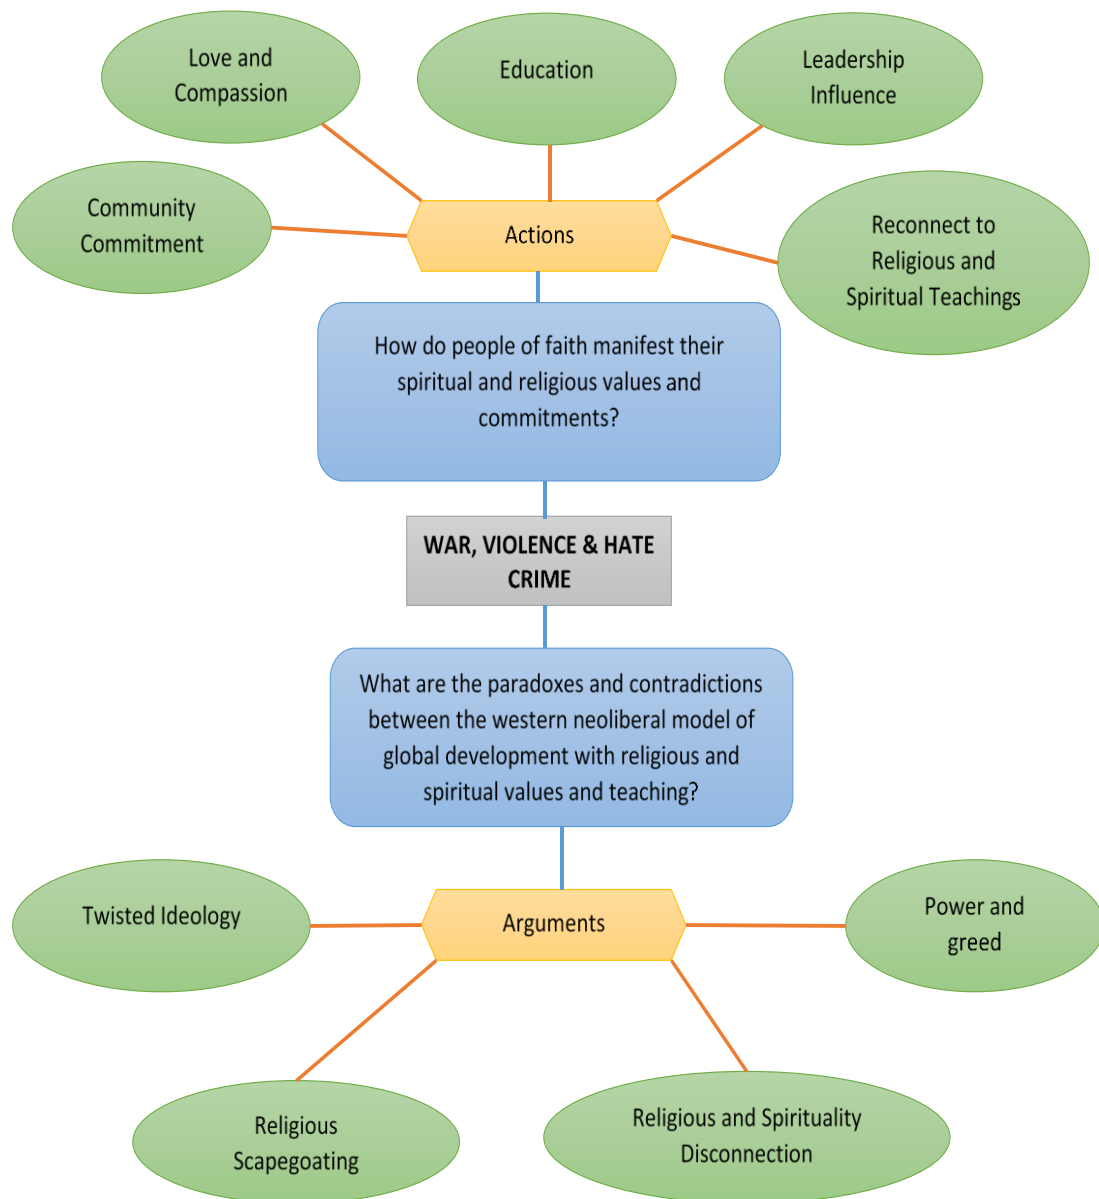 Love and
Compassion
Education
Leadership
Influence
Community
Commitment
Actions
Reconnect to
Religious and
Spiritual Teachings
How do people of faith manifest their
spiritual and religious values and
commitments?
WAR, VIOLENCE & HATE
CRIME
What are the paradoxes and contradictions
between the western neoliberal model of
global development with religious and
spiritual values and teaching?
Twisted Ideology
Arguments
Power and
greed
Religious
Scapegoating
Religious and Spirituality
Disconnection